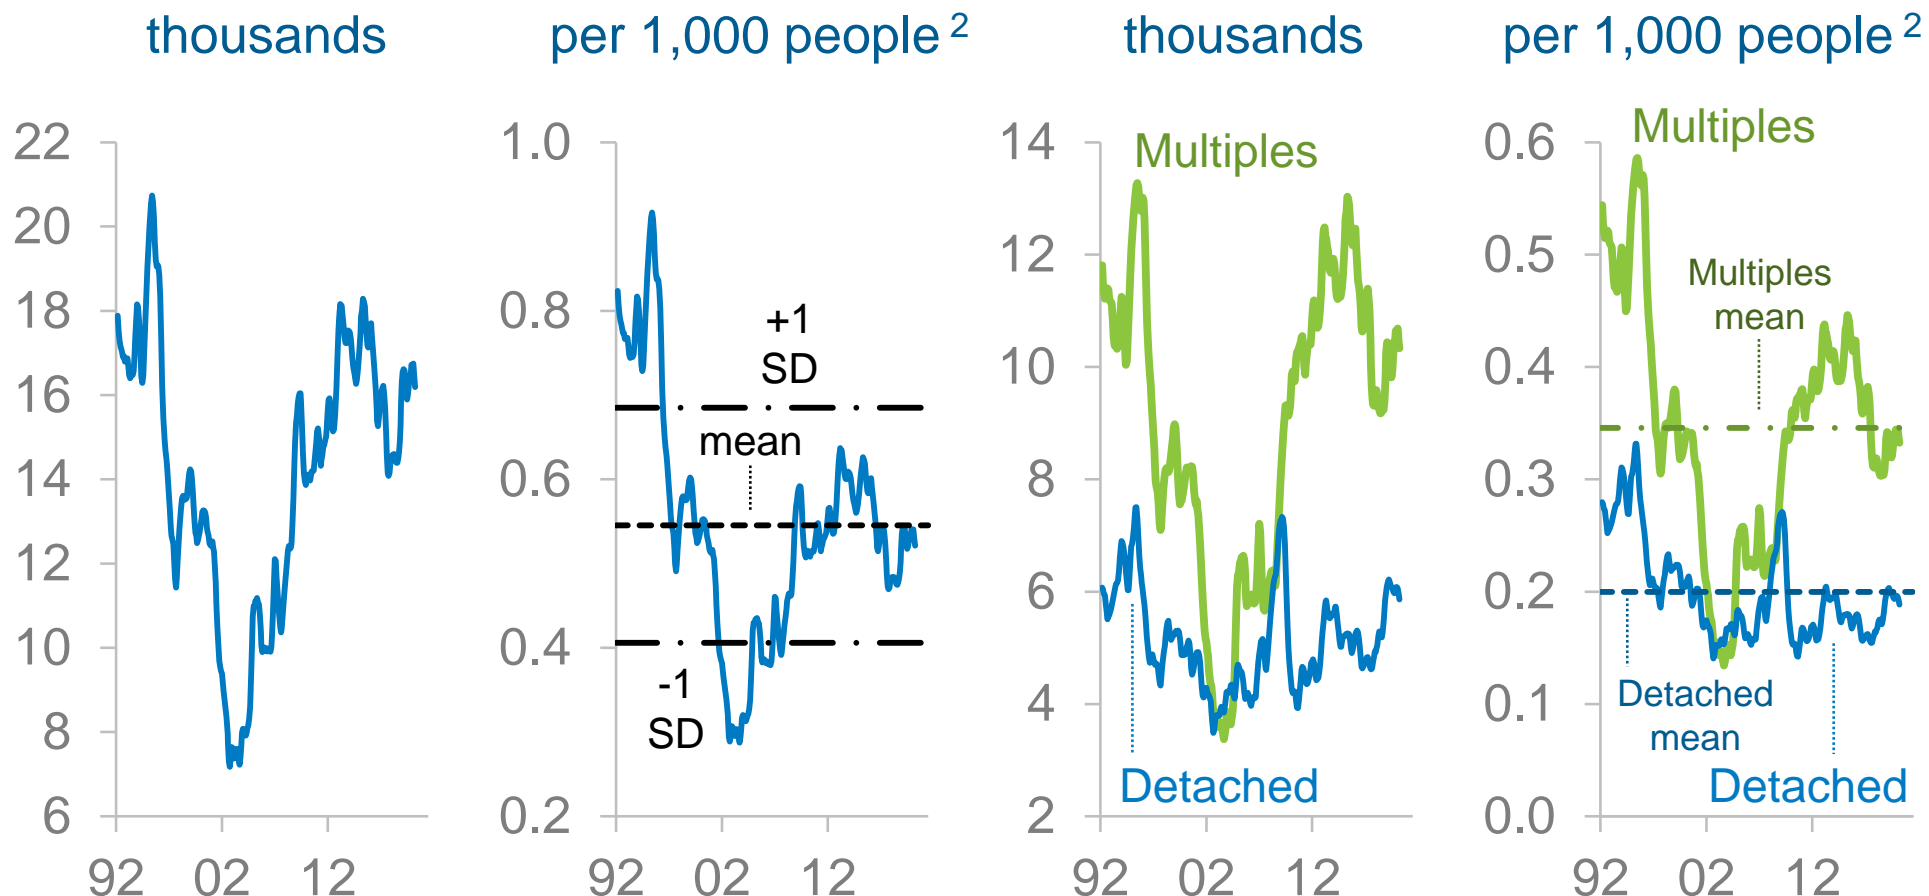 thousands
per 1,000 people 2
thousands
per 1,000 people 2
22
20
18
16
14
12
10
8
6
92 02 12
1.0
0.8
0.6
0.4
0.2
+1
SD
mean
-1
SD
92 02 12
14
12
10
8
6
4
2
Multiples
Detached
92 02 12
0.6
0.5
0.4
0.3
0.2
0.1
0.0
Multiples
Multiples
mean
Detached
mean
Detached
92 02 12